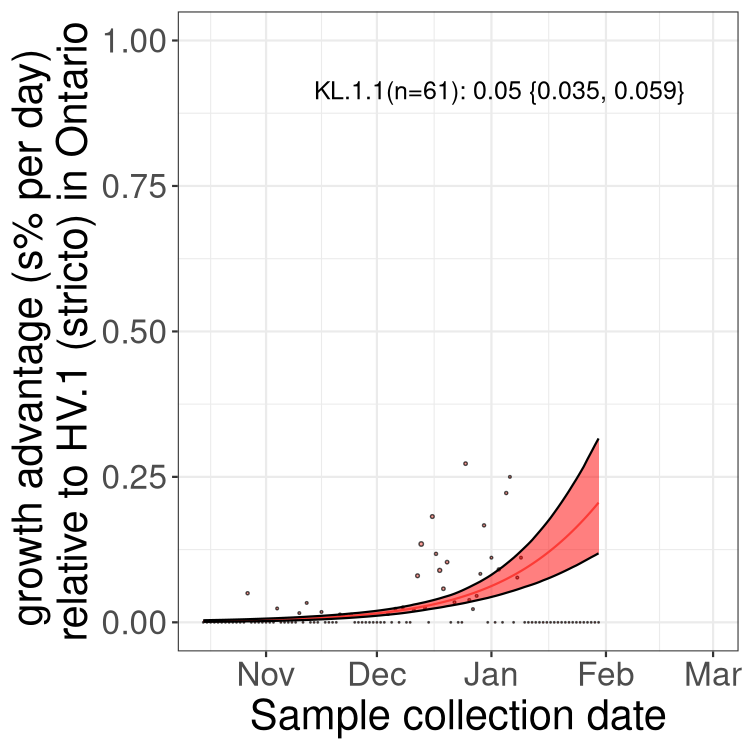 growth advantage (s% per day)
relative to HV.1 (stricto) in Ontario
1.00
0.75
0.50
0.25
0.00
KL.1.1(n=61): 0.05 {0.035, 0.059}
Nov Dec Jan Feb Mar
Sample collection date